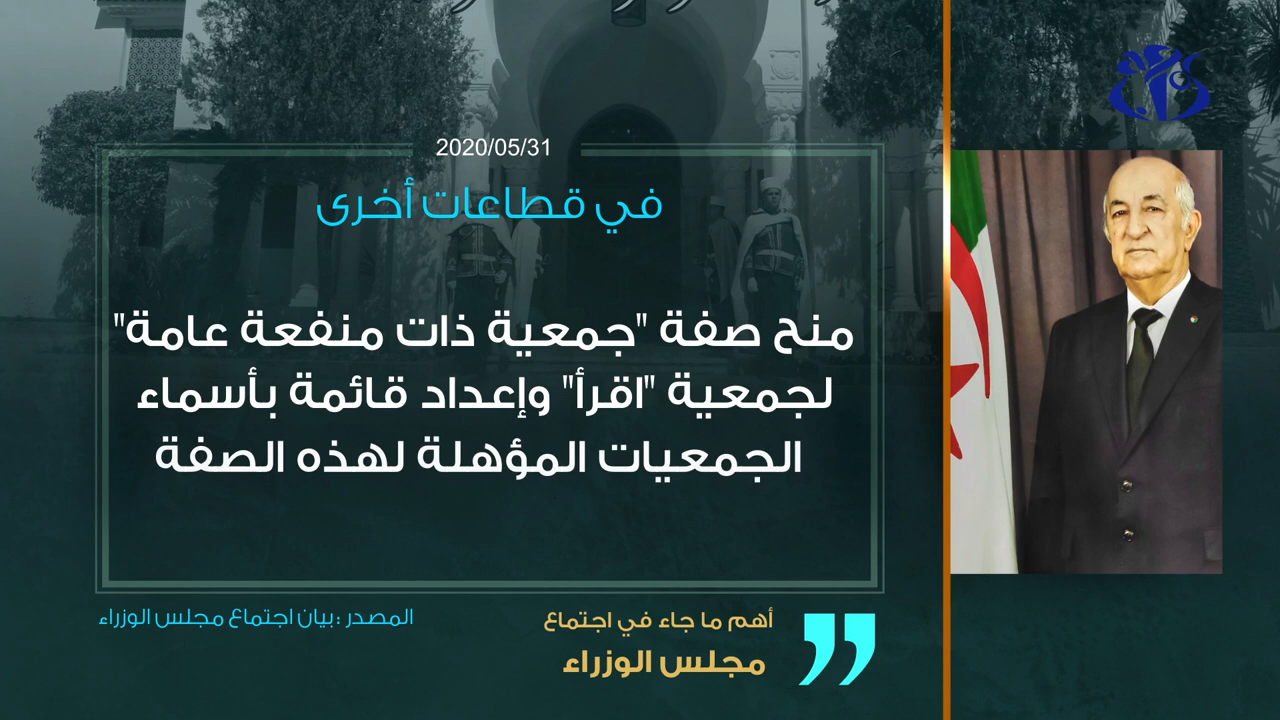 2020/05/31
في قطاعات أخرى
منح صفة "جمعية ذات منفعة عامة"
لجمعية "اقرأ" وإعداد قائمة بأسماء
الجمعيات المؤهلة لهذه الصفة
أهم ما جاء في اجتماع
مجلس الوزراء
المصدر : بيان اجتماع مجلس الوزراء